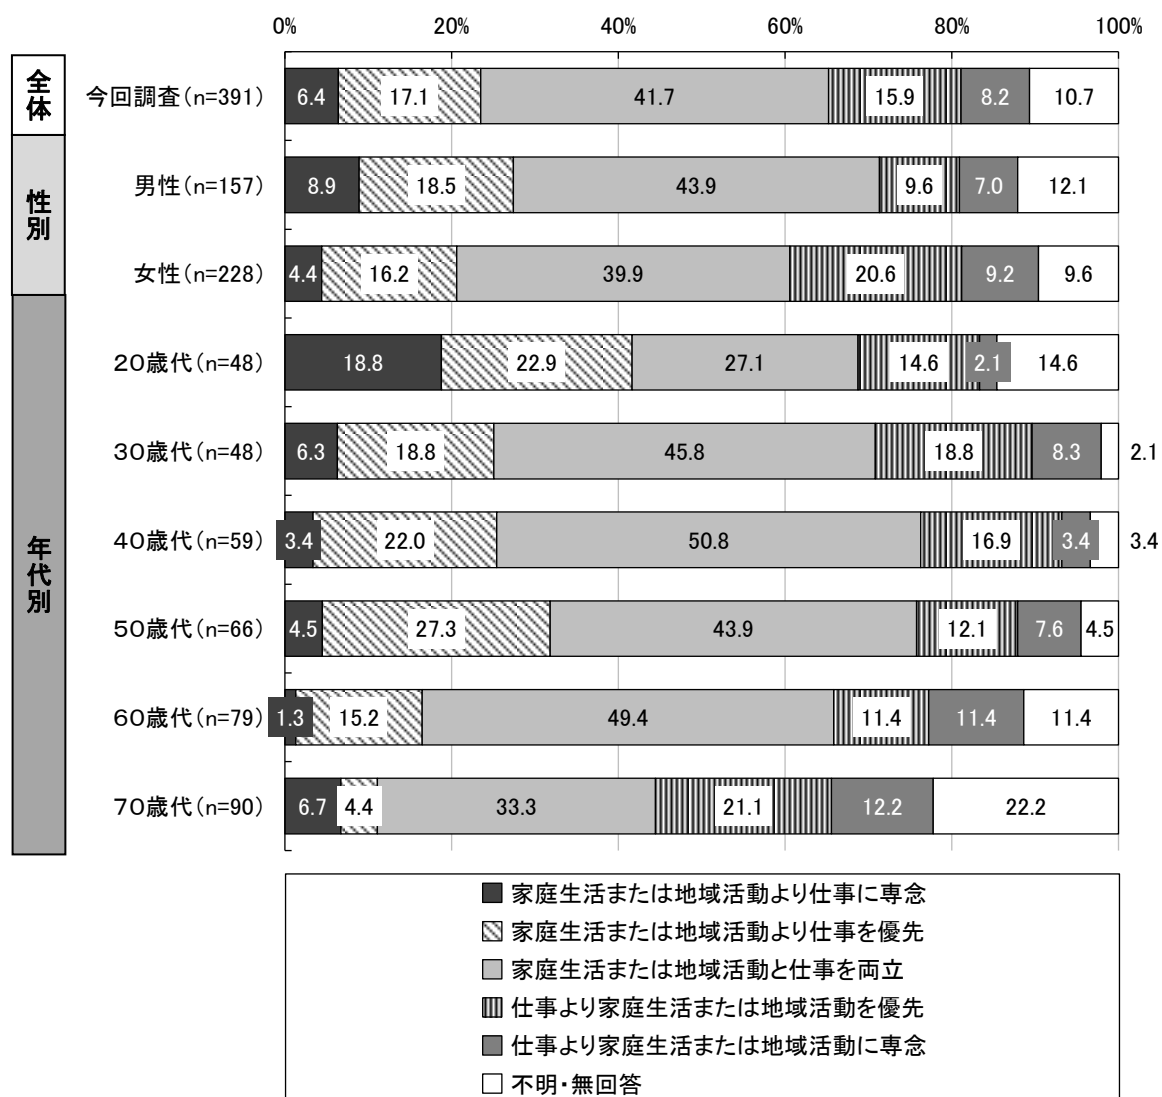 0% 20% 40% 60% 80% 100%
全体
今回調査(n=391) 6.4 17.1 41.7 15.9 8.2 10.7
性別
男性(n=157) 8.9 18.5 43.9 9.6 7.0 12.1
女性(n=228) 4.4 16.2 39.9 20.6 9.2 9.6
年代別
20歳代(n=48) 18.8 22.9 27.1 14.6 2.1 14.6
30歳代(n=48) 6.3 18.8 45.8 18.8 8.3 2.1
40歳代(n=59) 3.4 22.0 50.8 16.9 3.4 3.4
50歳代(n=66) 4.5 27.3 43.9 12.1 7.6 4.5
60歳代(n=79) 1.3 15.2 49.4 11.4 11.4 11.4
70歳代(n=90) 6.7 4.4 33.3 21.1 12.2 22.2
家庭生活または地域活動より仕事に専念
家庭生活または地域活動より仕事を優先
家庭生活または地域活動と仕事を両立
仕事より家庭生活または地域活動を優先
仕事より家庭生活または地域活動に専念
不明・無回答